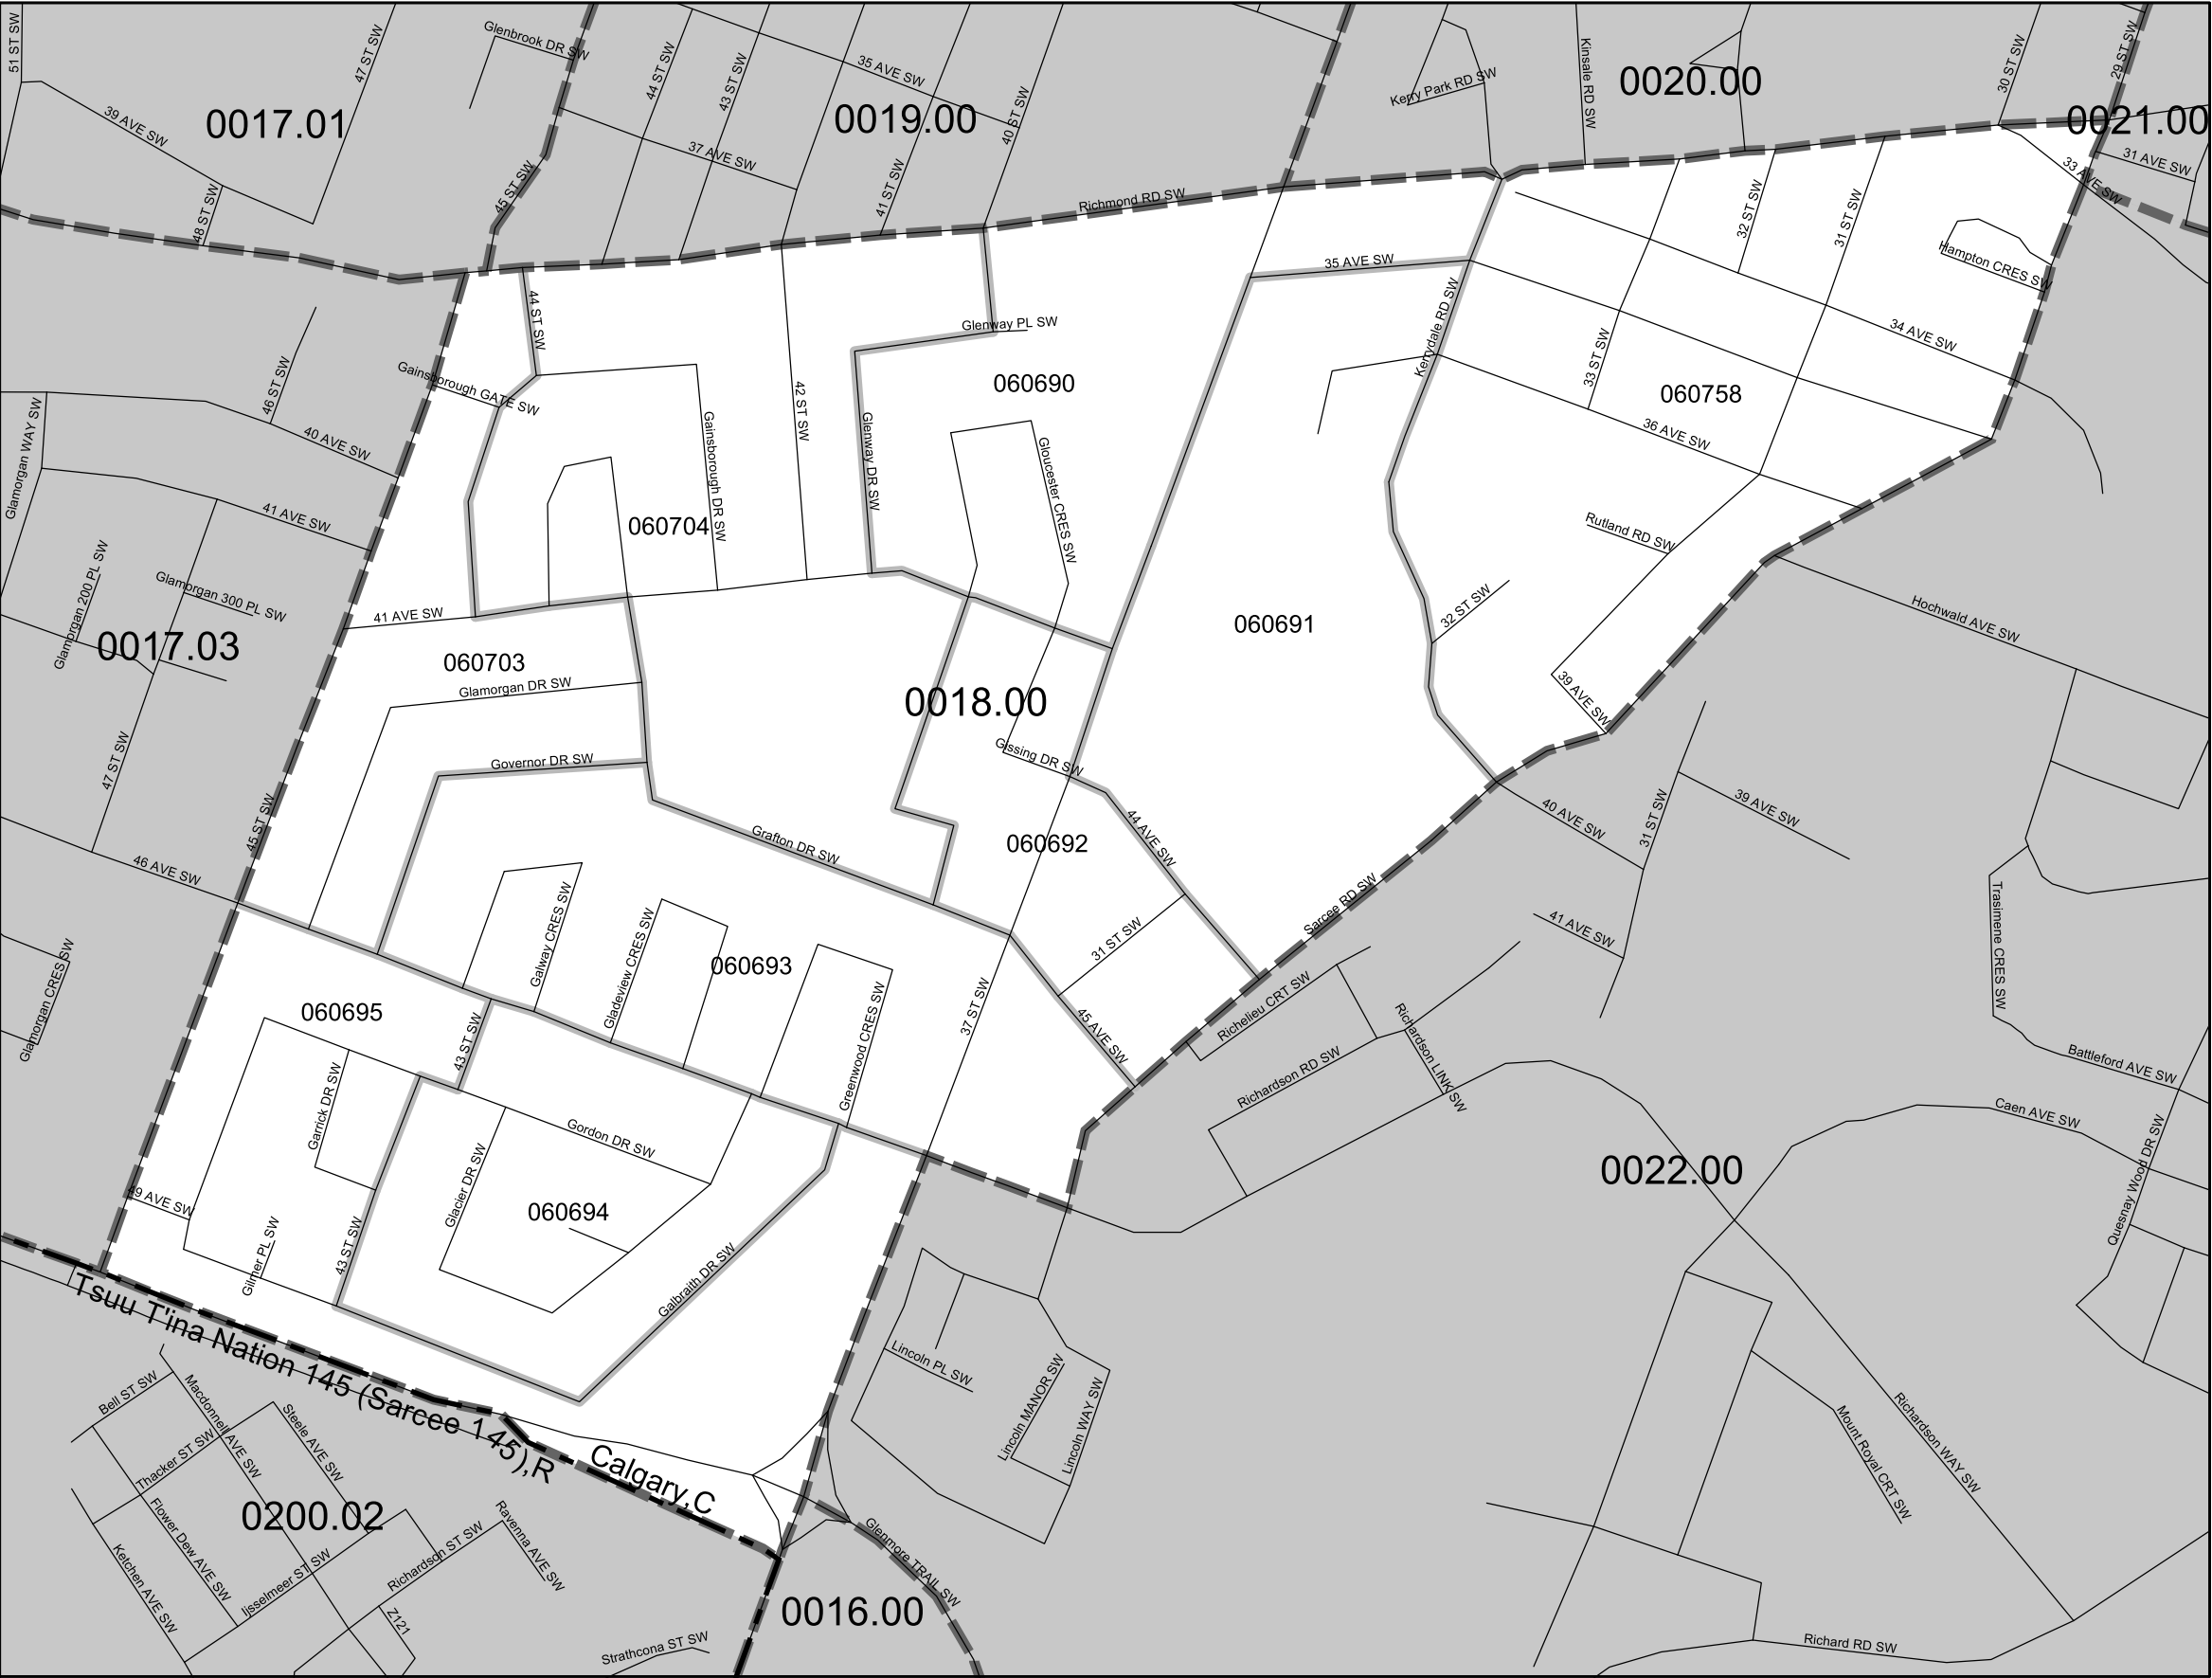 51 ST SW
47 ST SW
Glenbrook DR SW
44 ST SW
43 ST SW
35 AVE SW
40 ST SW
Kerry Park RD SW
Kinsale RD SW
0020.00
30 ST SW
29 ST SW
0017.01
39 AVE SW
0019.00
0021.00
37 AVE SW
31 AVE SW
33 AVE SW
48 ST SW
45 ST SW
41 ST SW
Richmond RD SW
32 ST SW
31 ST SW
Hampton CRES SW
35 AVE SW
44 ST SW
Glenway PL SW
Kerrydale RD SW
34 AVE SW
33 ST SW
46 ST SW
Gainsborough GATE SW
42 ST SW
060690
060758
Glamorgan WAY SW
40 AVE SW
Gainsborough DR SW
Glenway DR SW
Gloucester CRES SW
36 AVE SW
41 AVE SW
060704
Rutland RD SW
Glamorgan 200 PL SW
Glamorgan 300 PL SW
41 AVE SW
32 ST SW
060691
Hochwald AVE SW
0017.03
060703
Glamorgan DR SW
0018.00
39 AVE SW
47 ST SW
Governor DR SW
Gissing DR SW
45 ST SW
Grafton DR SW
060692
44 AVE SW
40 AVE SW
31 ST SW
39 AVE SW
46 AVE SW
Sarcee RD SW
41 AVE SW
Trasimene CRES SW
Glamorgan CRES SW
Galway CRES SW
Gladeview CRES SW
060693
31 ST SW
060695
43 ST SW
Greenwood CRES SW
37 ST SW
45 AVE SW
Richelieu CRT SW
Richardson RD SW
Richardson LINK SW
Battleford AVE SW
Caen AVE SW
Garrick DR SW
Gordon DR SW
Glacier DR SW
0022.00
Quesnay Wood DR SW
49 AVE SW
060694
43 ST SW
Gilmer PL SW
Galbraith DR SW
Tsuu T'ina Nation 145 (Sarcee 145),R
Calgary,C
Lincoln PL SW
Lincoln MANOR SW
Lincoln WAY SW
Mount Royal CRT SW
Richardson WAY SW
Bell ST SW
Macdonnell AVE SW
Steele AVE SW
Thacker ST SW
0200.02
Flower Dew AVE SW
Ketchen AVE SW
Ijsselmeer ST SW
Richardson ST SW
Ravenna AVE SW
Z121
Glenmore TRAIL SW
0016.00
Strathcona ST SW
Richard RD SW